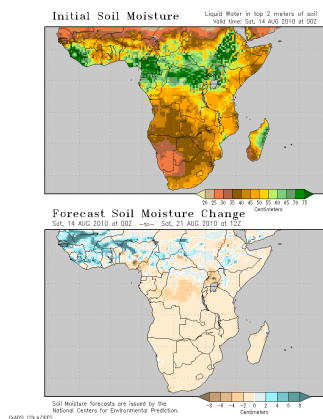 Initial Soil Moisture
Liquid Water in top 2 meters of soil
Valid time: Sat, 14 AUG 2010 at 00Z
20 25 30 35 40 45 50 55 60 65 70 75
Centimeters
Forecast Soil Moisture Change
Sat, 14 AUG 2010 at 00Z -to- Sat, 21 AUG 2010 at 12Z
-8 -6 -4 -2 0 2 4 6 8
Centimeters
Soil Moisture forecasts are issued by the
National Centers for Environmental Prediction.
GrADS: COLA/IGES